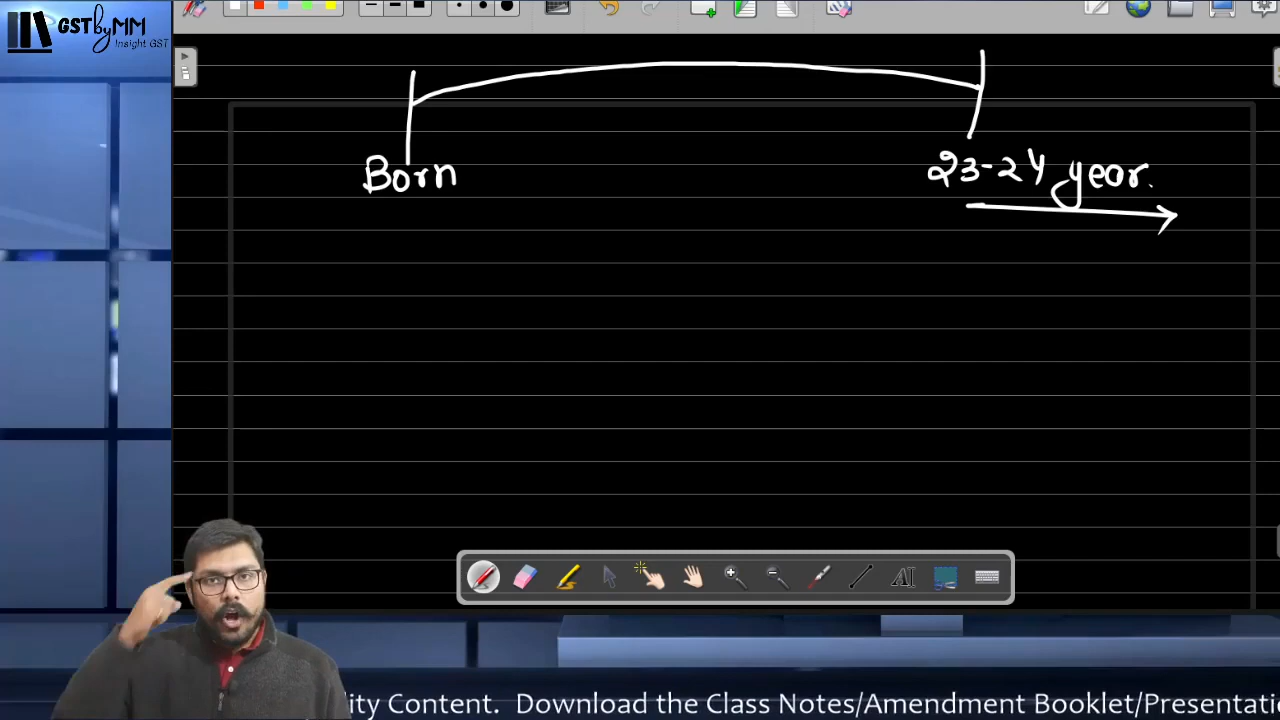 GSTbyMM
Insight GST
Born
23-24 year.
ity Content.  Download the Class Notes/Amendment Booklet/Presentati